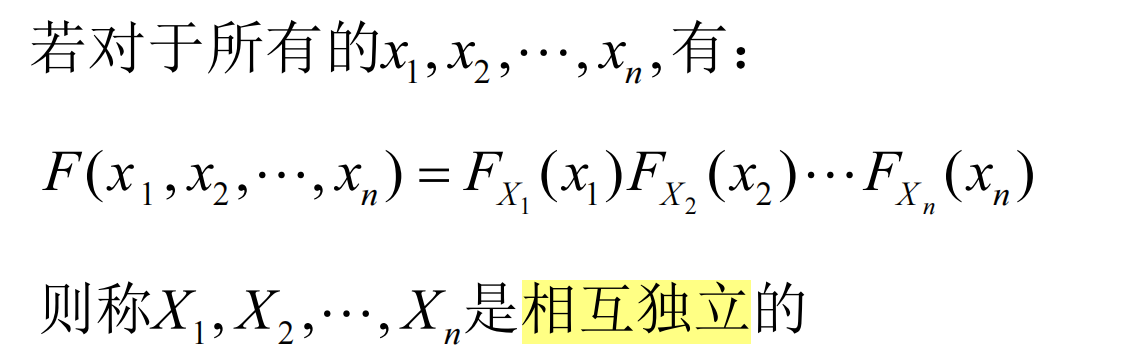 若对于所有的x₁,x₂,⋯,xₙ,有：
F(x₁,x₂,⋯,xₙ)=F_{X₁}(x₁)F_{X₂}(x₂)⋯F_{Xₙ}(xₙ)
则称X₁,X₂,⋯,Xₙ是相互独立的